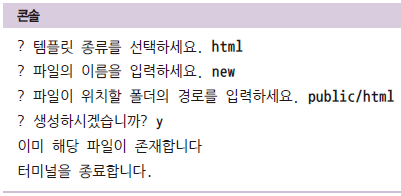 콘솔
? 템플릿 종류를 선택하세요. html
? 파일의 이름을 입력하세요. new
? 파일이 위치할 폴더의 경로를 입력하세요. public/html
? 생성하시겠습니까? y
이미 해당 파일이 존재합니다
터미널을 종료합니다.